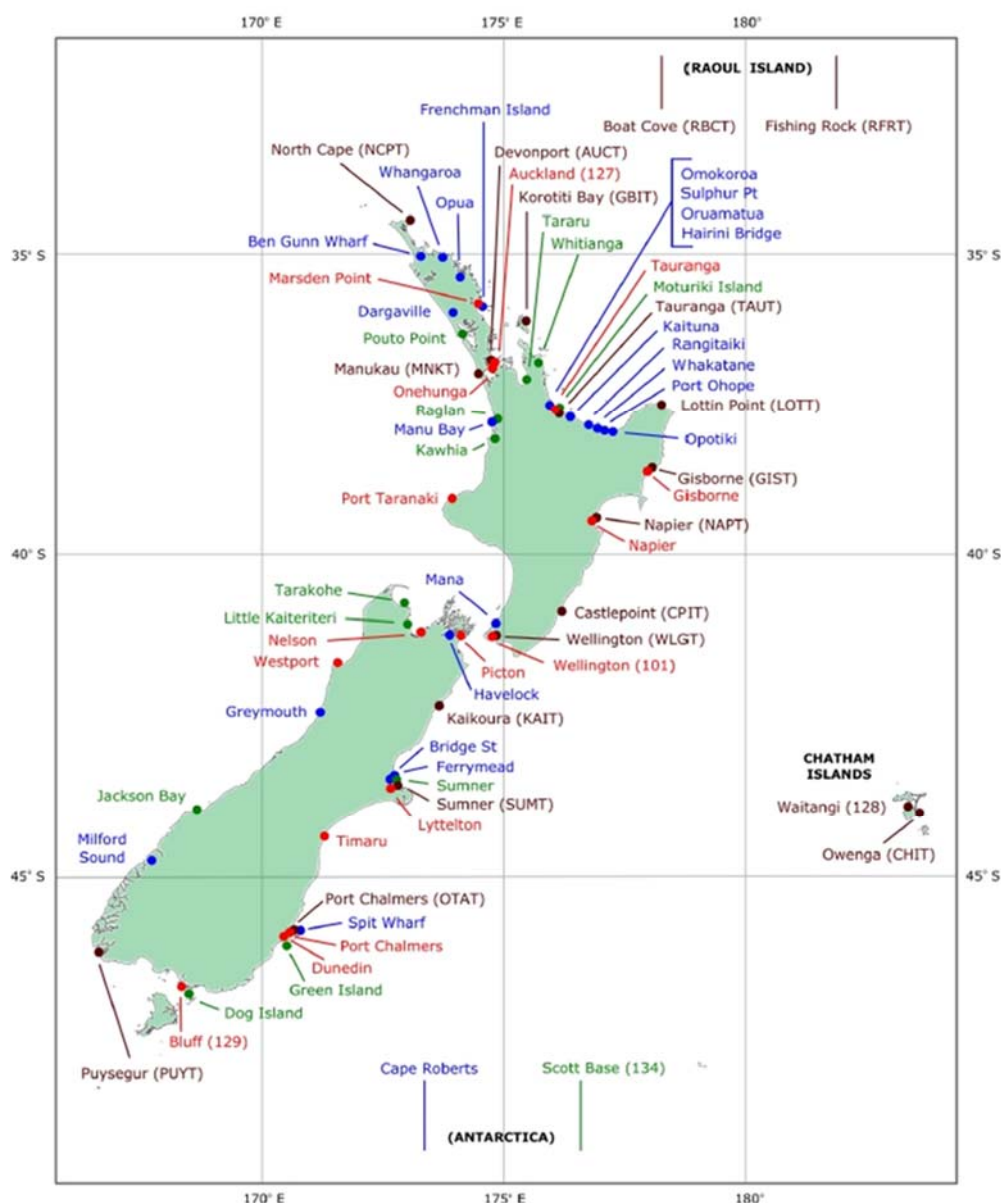 170° E
175° E
180°
(RAOUL ISLAND)
Frenchman Island
Boat Cove (RBCT)
Fishing Rock (RFRT)
North Cape (NCPT)
Devonport (AUCT)
Whangaroa
Auckland (127)
Omokoroa
Korotiti Bay (GBIT)
Sulphur Pt
Opua
Oruamatua
Tararu
Hairini Bridge
Ben Gunn Wharf
Whitianga
35° S
35° S
Marsden Point
Tauranga
Moturiki Island
Dargaville
Tauranga (TAUT)
Pouto Point
Kaituna
Rangitaiki
Manukau (MNKT)
Whakatane
Onehunga
Port Ohope
Raglan
Lottin Point (LOTT)
Manu Bay
Opotiki
Kawhia
Gisborne (GIST)
Port Taranaki
Gisborne
Napier (NAPT)
Napier
40° S
40° S
Mana
Tarakohe
Castlepoint (CPIT)
Little Kaiteriteri
Nelson
Wellington (WLGT)
Westport
Picton
Wellington (101)
Havelock
Greymouth
Kaikoura (KAIT)
Bridge St
CHATHAM
ISLANDS
Ferrymead
Sumner
Jackson Bay
Sumner (SUMT)
Waitangi (128)
Lyttelton
Milford
Sound
Timaru
Owenga (CHIT)
45° S
45° S
Port Chalmers (OTAT)
Spit Wharf
Port Chalmers
Dunedin
Green Island
Dog Island
Bluff (129)
Puysegur (PUYT)
Cape Roberts
Scott Base (134)
(ANTARCTICA)
170° E
175° E
180°